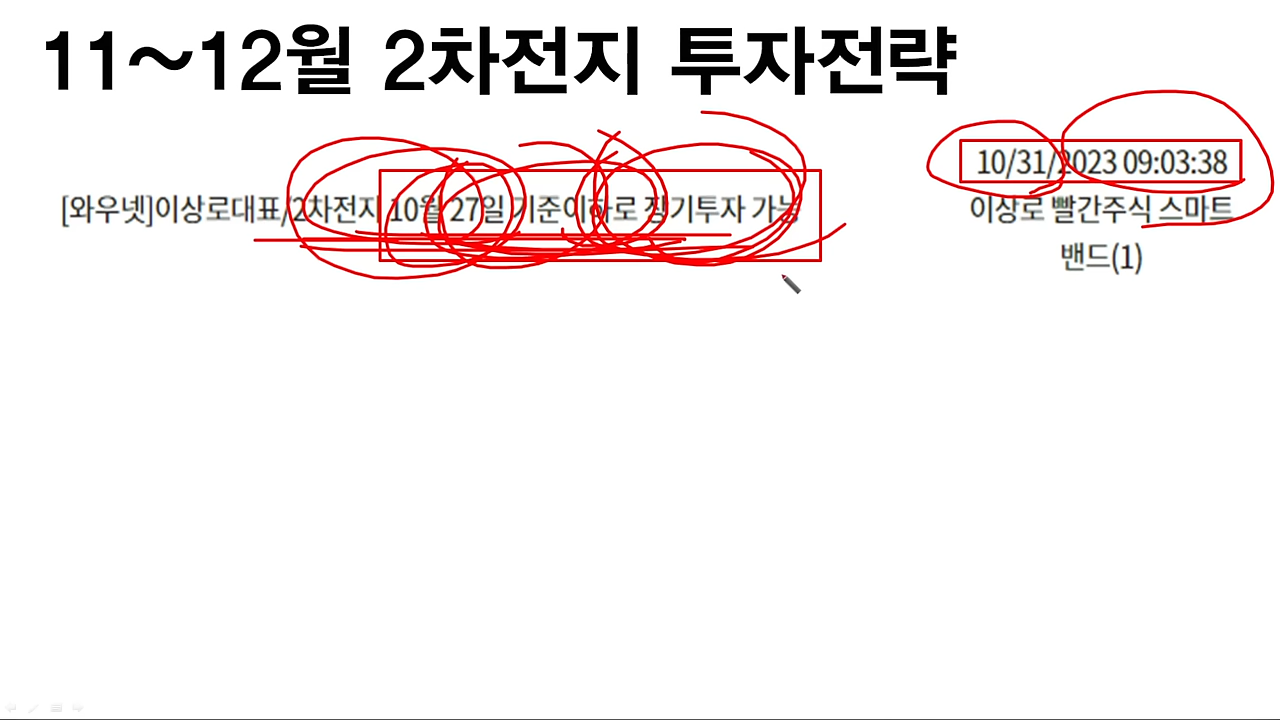 11~12월 2차전지 투자전략
10/31/2023 09:03:38
[와우넷]이상로대표/2차전지 10월 27일 기준이하로 장기투자 가능
이상로 빨간주식 스마트
밴드(1)